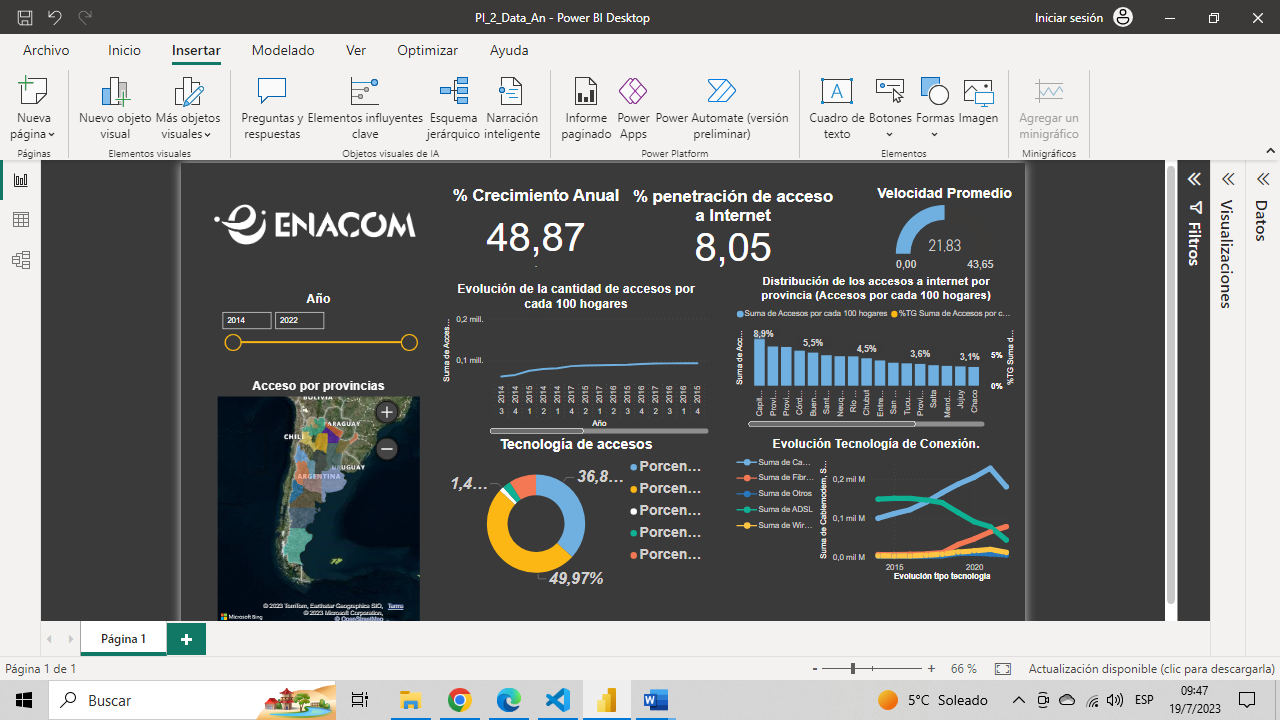 PI_2_Data_An - Power BI Desktop
Iniciar sesión
Archivo
Inicio
Insertar
Modelado
Ver
Optimizar
Ayuda
Nueva
página
Nuevo objeto
visual
Más objetos
visuales
Preguntas y
respuestas
Elementos influyentes
clave
Esquema
jerárquico
Narración
inteligente
Informe
paginado
Power
Apps
Power Automate (versión
preliminar)
Cuadro de
texto
Botones
Formas
Imagen
Agregar un
minigráfico
Páginas
Elementos visuales
Objetos visuales de IA
Power Platform
Elementos
Minigráficos
ENACOM
% Crecimiento Anual
48,87
% penetración de acceso
a Internet
8,05
Velocidad Promedio
21,83
0,00
43,65
Filtros
Visualizaciones
Datos
Año
2014
2022
Evolución de la cantidad de accesos por
cada 100 hogares
Suma de Acces...
0,2 mill.
0,1 mill.
2014 2014 2014 2014 2014 2014 2015 2016 2015 2015 2017 2016 2016 2016 2015
3 4 1 2 1 4 2 1 2 3 4 2 3 1 4
Año
Distribución de los accesos a internet por
provincia (Accesos por cada 100 hogares)
Suma de Accesos por cada 100 hogares
%TG Suma de Accesos por c...
Suma de Acc...
8,9%
5,5%
4,5%
3,6%
3,1%
5%
0%
%TG Suma d...
Capit...
Provi...
Provi...
Córd...
Buen...
Sant...
Neuq...
Río ...
Chubut
Entre...
San ...
Tucu...
Provi...
Salta
Mend...
Jujuy
Chaco
Acceso por provincias
BOLIVIA
PARAGUAY
CHILE
URUGUAY
ARGENTINA
© 2023 TomTom, Earthstar Geographics SIO,
Terms
© 2023 Microsoft Corporation,
© OpenStreetMap
Microsoft Bing
Tecnología de accesos
1,4...
36,8...
49,97%
Porcen...
Porcen...
Porcen...
Porcen...
Porcen...
Evolución Tecnología de Conexión.
Suma de Ca...
Suma de Fibr...
Suma de Otros
Suma de ADSL
Suma de Wir...
Suma de Cablemodem, S...
0,2 mil M
0,1 mil M
0,0 mil M
2015
2020
Evolución tipo tecnología
Página 1
Página 1 de 1
66 %
Actualización disponible (clic para descargarla)
Buscar
5°C Soleado
ESP
09:47
19/7/2023